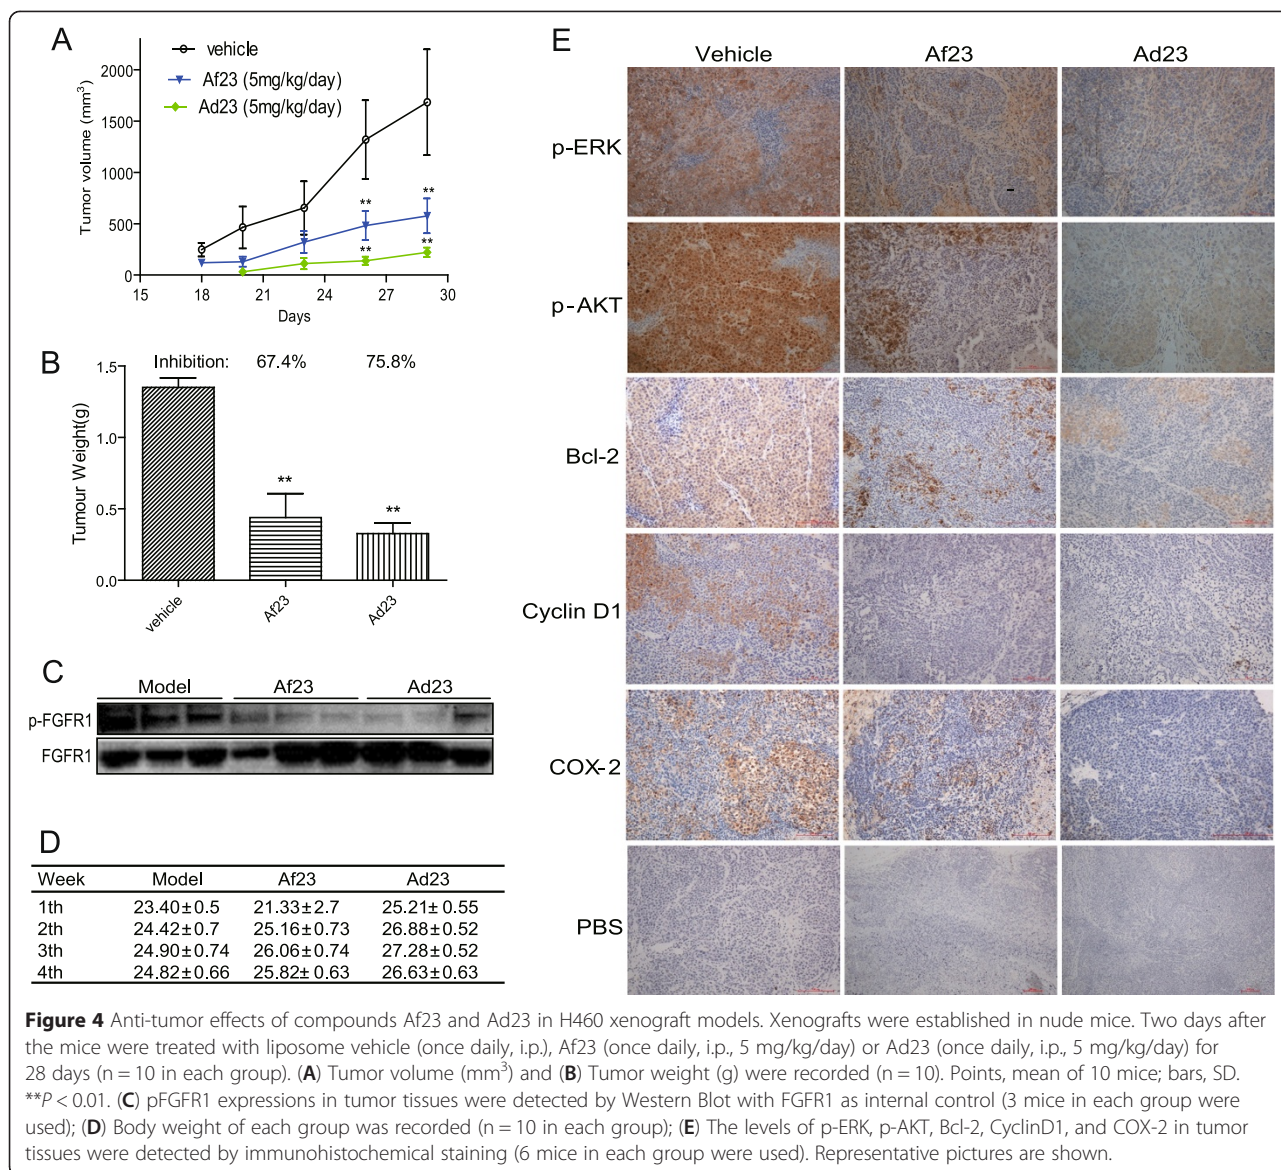 A
vehicle
Af23 (5mg/kg/day)
Ad23 (5mg/kg/day)
Tumor volume (mm³)
2000
1500
1000
500
0
** **
** **
15 18 21 24 27 30
Days
B
Inhibition: 67.4% 75.8%
Tumour Weight(g)
1.5
1.0
0.5
0.0
** **
vehicle Af23 Ad23
C
Model Af23 Ad23
p-FGFR1
FGFR1
D
Week Model Af23 Ad23
1th 23.40±0.5 21.33±2.7 25.21±0.55
2th 24.42±0.7 25.16±0.73 26.88±0.52
3th 24.90±0.74 26.06±0.74 27.28±0.52
4th 24.82±0.66 25.82±0.63 26.63±0.63
E
Vehicle Af23 Ad23
p-ERK
p-AKT
Bcl-2
Cyclin D1
COX-2
PBS
Figure 4 Anti-tumor effects of compounds Af23 and Ad23 in H460 xenograft models. Xenografts were established in nude mice. Two days after
the mice were treated with liposome vehicle (once daily, i.p.), Af23 (once daily, i.p., 5 mg/kg/day) or Ad23 (once daily, i.p., 5 mg/kg/day) for
28 days (n = 10 in each group). (A) Tumor volume (mm³) and (B) Tumor weight (g) were recorded (n = 10). Points, mean of 10 mice; bars, SD.
**P < 0.01. (C) pFGFR1 expressions in tumor tissues were detected by Western Blot with FGFR1 as internal control (3 mice in each group were
used); (D) Body weight of each group was recorded (n = 10 in each group); (E) The levels of p-ERK, p-AKT, Bcl-2, CyclinD1, and COX-2 in tumor
tissues were detected by immunohistochemical staining (6 mice in each group were used). Representative pictures are shown.